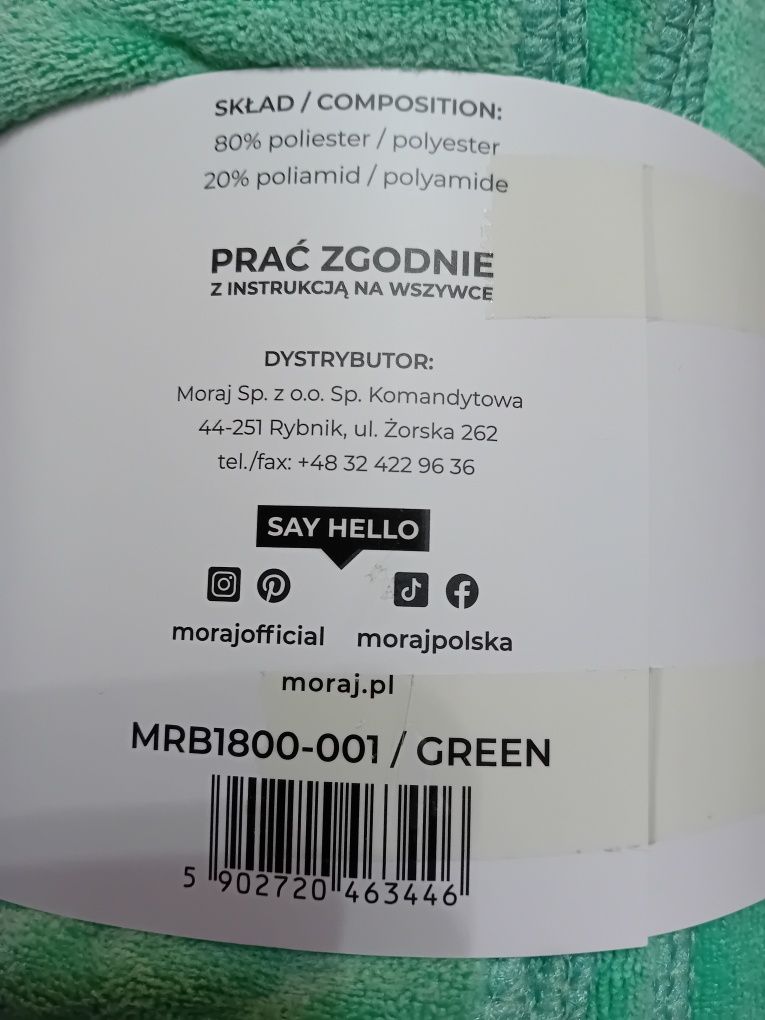 SKŁAD / COMPOSITION:
80% poliester / polyester
20% poliamid / polyamide
PRAĆ ZGODNIE
Z INSTRUKCJĄ NA WSZYWCE
DYSTRYBUTOR:
Moraj Sp. z o.o. Sp. Komandytowa
44-251 Rybnik, ul. Żorska 262
tel./fax: +48 32 422 96 36
SAY HELLO
morajofficial morajpolska
moraj.pl
MRB1800-001 / GREEN
5 902720 463446